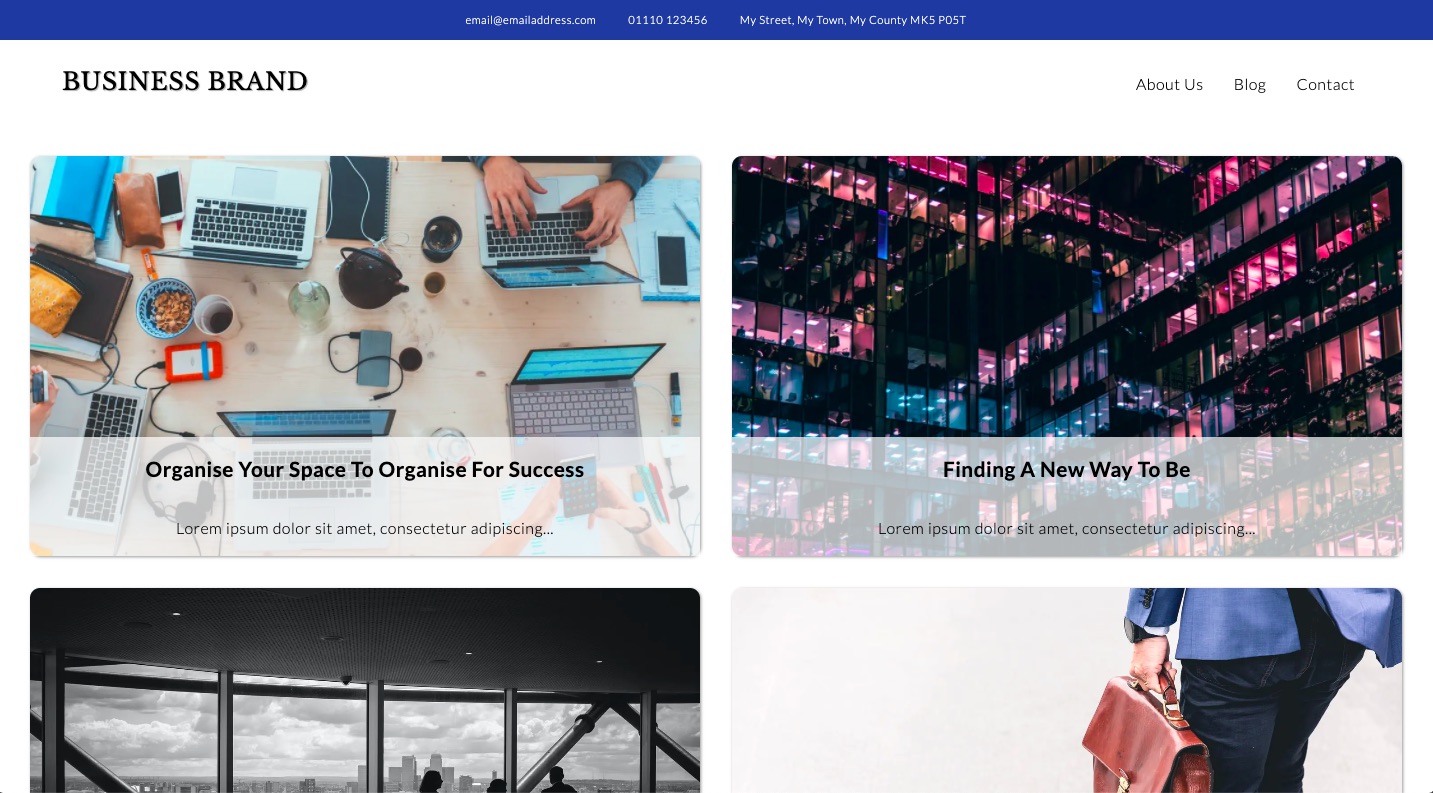 email@emailaddress.com 01110 123456 My Street, My Town, My County MK5 P05T
BUSINESS BRAND
About Us Blog Contact
Organise Your Space To Organise For Success
Lorem ipsum dolor sit amet, consectetur adipiscing...
Finding A New Way To Be
Lorem ipsum dolor sit amet, consectetur adipiscing...